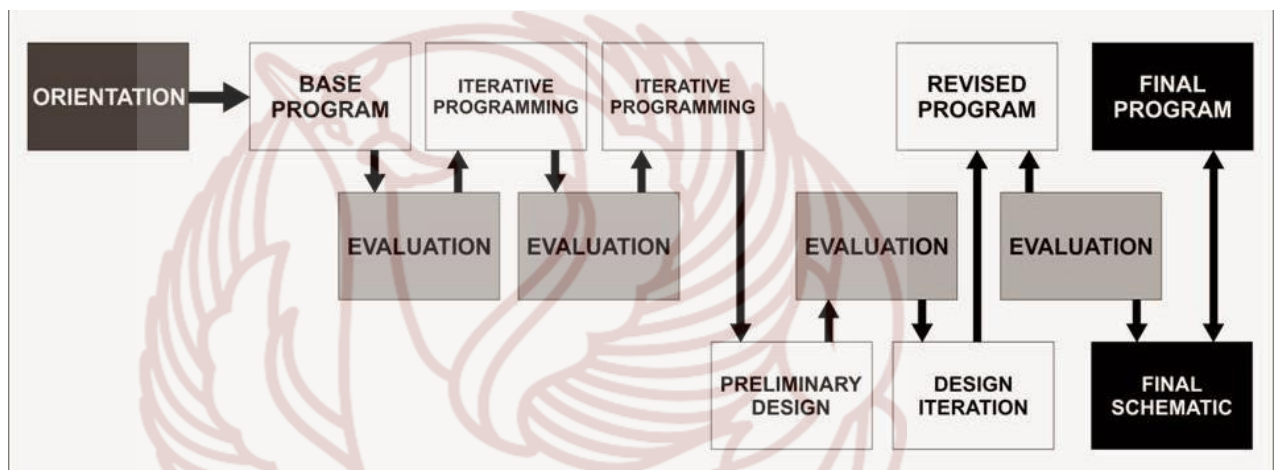 ORIENTATION
BASE
PROGRAM
ITERATIVE
PROGRAMMING
ITERATIVE
PROGRAMMING
REVISED
PROGRAM
FINAL
PROGRAM
EVALUATION
EVALUATION
EVALUATION
EVALUATION
PRELIMINARY
DESIGN
DESIGN
ITERATION
FINAL
SCHEMATIC